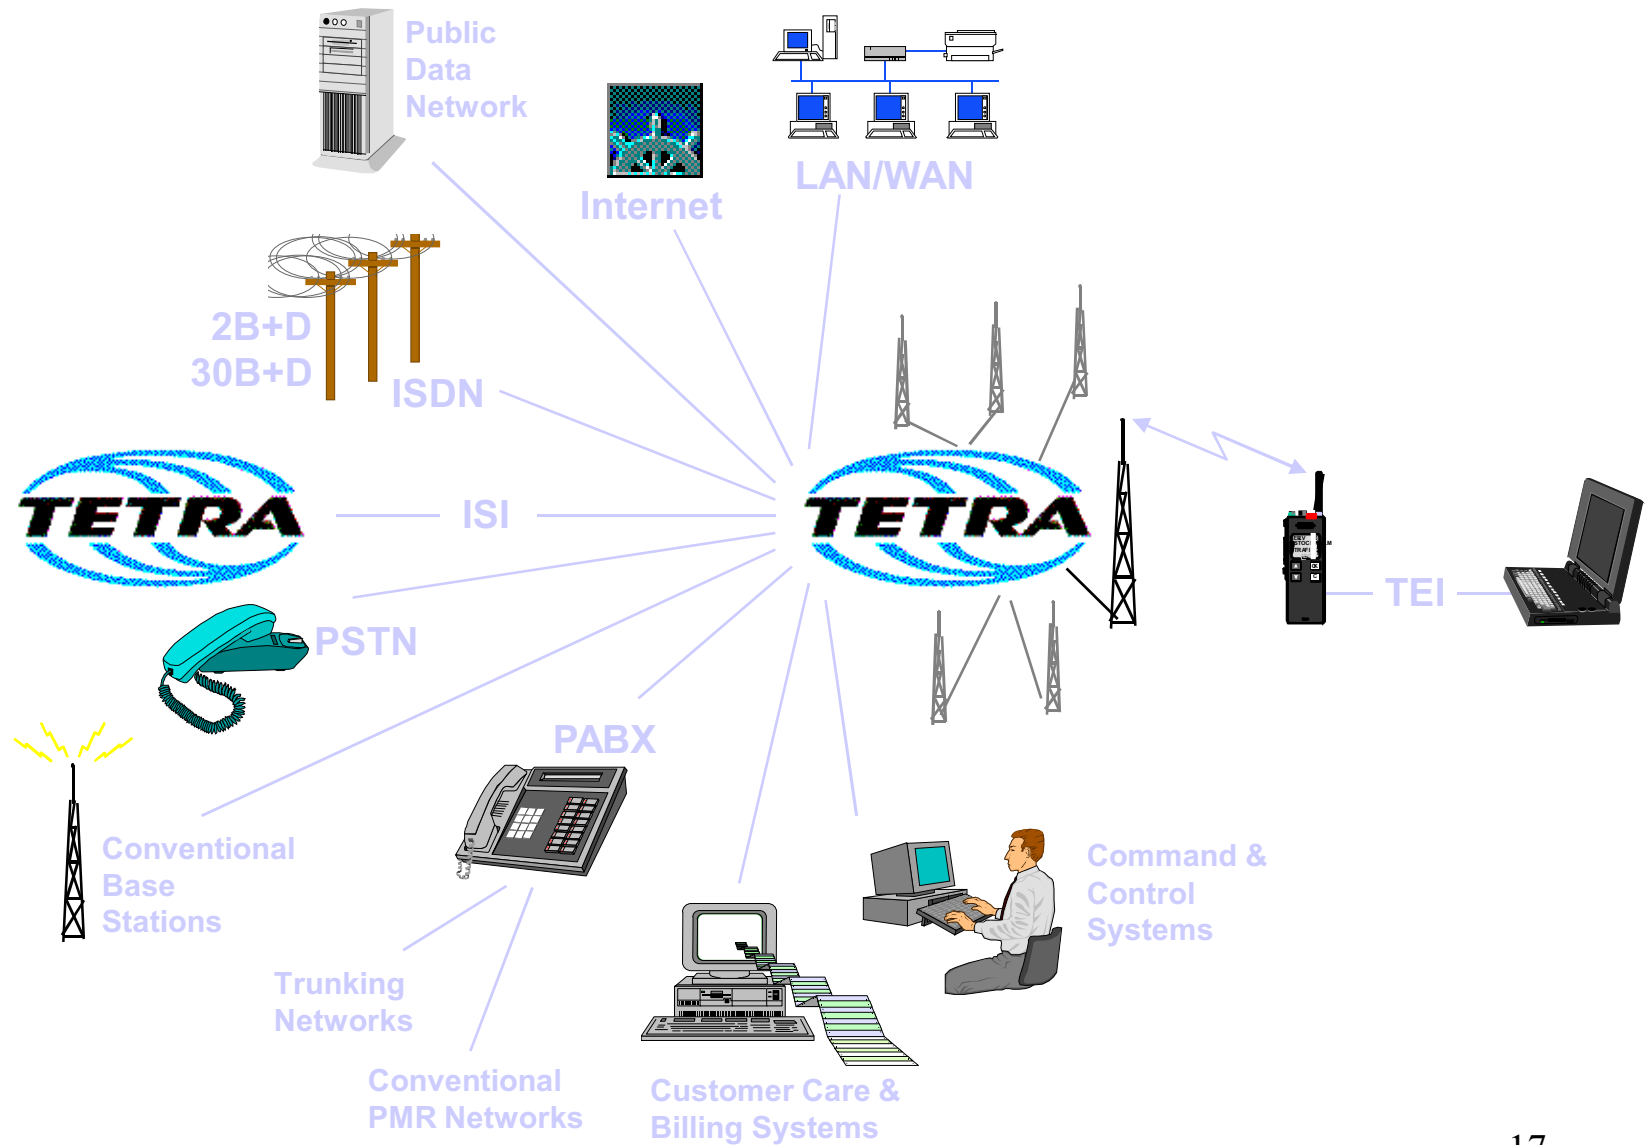 Public
Data
Network
Internet
LAN/WAN
2B+D
30B+D
ISDN
TETRA
ISI
TETRA
TEI
PSTN
PABX
Conventional
Base
Stations
Command &
Control
Systems
Trunking
Networks
Conventional
PMR Networks
Customer Care &
Billing Systems
17